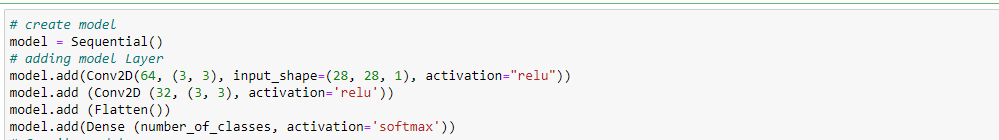 # create model
model = Sequential()
# adding model Layer
model.add(Conv2D(64, (3, 3), input_shape=(28, 28, 1), activation="relu"))
model.add (Conv2D (32, (3, 3), activation='relu'))
model.add (Flatten())
model.add(Dense (number_of_classes, activation='softmax'))